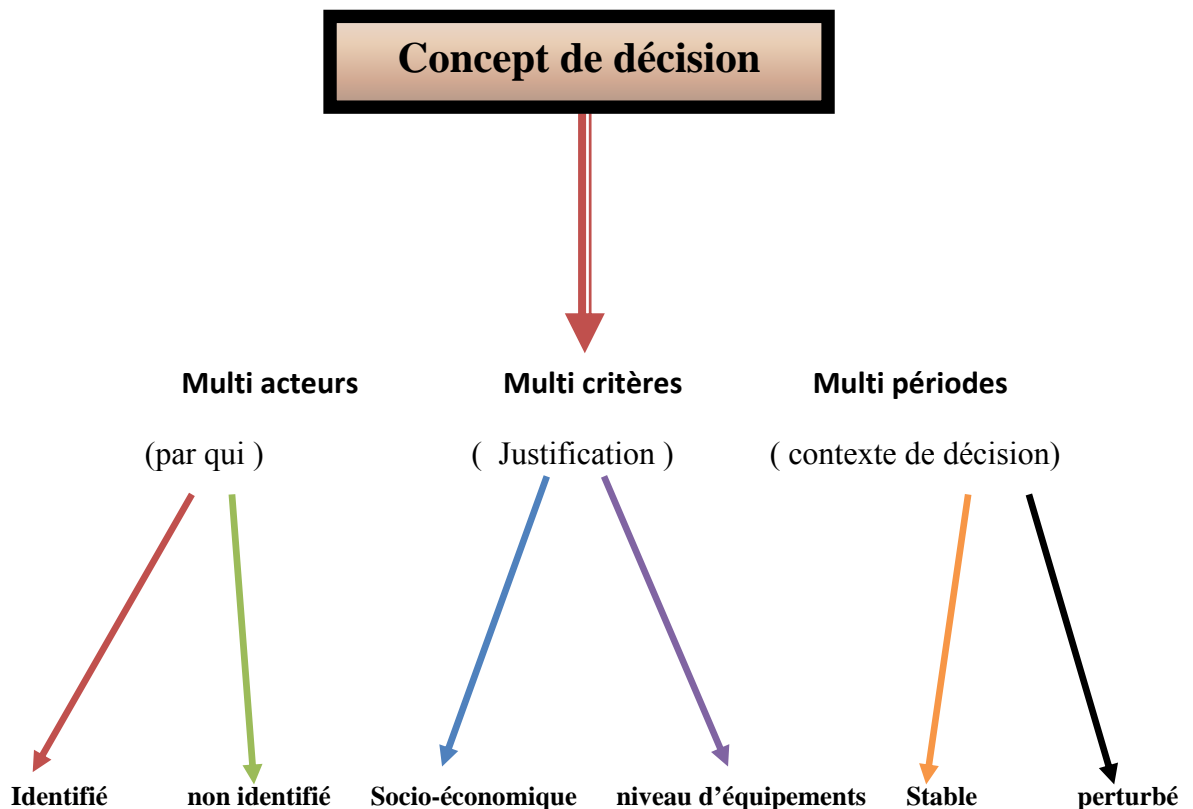 Concept de décision
Multi acteurs Multi critères Multi périodes
(par qui ) ( Justification ) ( contexte de décision)
Identifié non identifié Socio-économique niveau d’équipements Stable perturbé